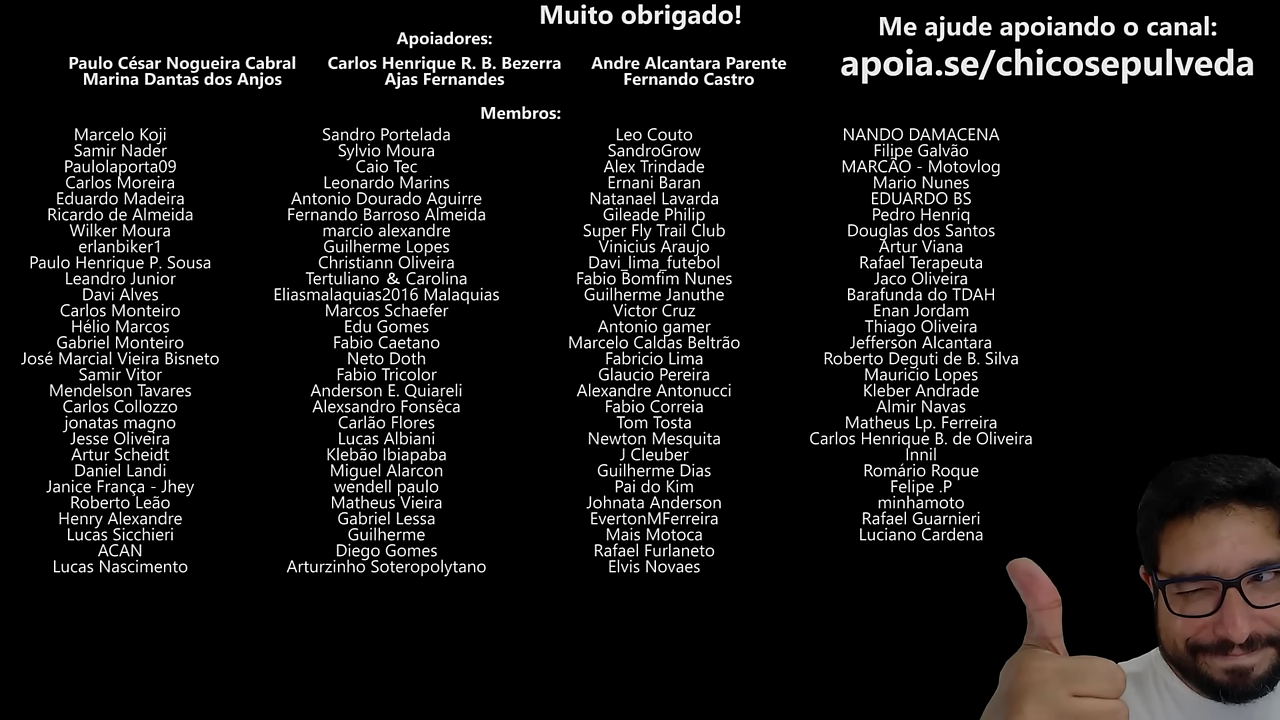 Muito obrigado!
Apoiadores:
Paulo César Nogueira Cabral
Marina Dantas dos Anjos
Carlos Henrique R. B. Bezerra
Ajas Fernandes
Andre Alcantara Parente
Fernando Castro
Me ajude apoiando o canal:
apoia.se/chicosepulveda
Membros:
Marcelo Koji
Samir Nader
Paulolaporta09
Carlos Moreira
Eduardo Madeira
Ricardo de Almeida
Wilker Moura
erlanbiker1
Paulo Henrique P. Sousa
Leandro Junior
Davi Alves
Carlos Monteiro
Hélio Marcos
Gabriel Monteiro
José Marcial Vieira Bisneto
Samir Vitor
Mendelson Tavares
Carlos Collozzo
jonatas magno
Jesse Oliveira
Artur Scheidt
Daniel Landi
Janice França - Jhey
Roberto Leão
Henry Alexandre
Lucas Sicchieri
ACAN
Lucas Nascimento
Sandro Portelada
Sylvio Moura
Caio Tec
Leonardo Marins
Antonio Dourado Aguirre
Fernando Barroso Almeida
marcio alexandre
Guilherme Lopes
Christiann Oliveira
Tertuliano & Carolina
Eliasmalaquias2016 Malaquias
Marcos Schaefer
Edu Gomes
Fabio Caetano
Neto Doth
Fabio Tricolor
Anderson E. Quiareli
Alexsandro Fonsêca
Carlão Flores
Lucas Albiani
Klebão Ibiapaba
Miguel Alarcon
wendell paulo
Matheus Vieira
Gabriel Lessa
Guilherme
Diego Gomes
Arturzinho Soteropolytano
Leo Couto
SandroGrow
Alex Trindade
Ernani Baran
Natanael Lavarda
Gileade Philip
Super Fly Trail Club
Vinicius Araujo
Davi_lima_futebol
Fabio Bomfim Nunes
Guilherme Januthe
Victor Cruz
Antonio gamer
Marcelo Caldas Beltrão
Fabricio Lima
Glaucio Pereira
Alexandre Antonucci
Fabio Correia
Tom Tosta
Newton Mesquita
J Cleuber
Guilherme Dias
Pai do Kim
Johnata Anderson
EvertonMFerreira
Mais Motoca
Rafael Furlaneto
Elvis Novaes
NANDO DAMACENA
Filipe Galvão
MARCÃO - Motovlog
Mario Nunes
EDUARDO BS
Pedro Henriq
Douglas dos Santos
Artur Viana
Rafael Terapeuta
Jaco Oliveira
Barafunda do TDAH
Enan Jordam
Thiago Oliveira
Jefferson Alcantara
Roberto Deguti de B. Silva
Mauricio Lopes
Kleber Andrade
Almir Navas
Matheus Lp. Ferreira
Carlos Henrique B. de Oliveira
Innil
Romário Roque
Felipe .P
minhamoto
Rafael Guarnieri
Luciano Cardena